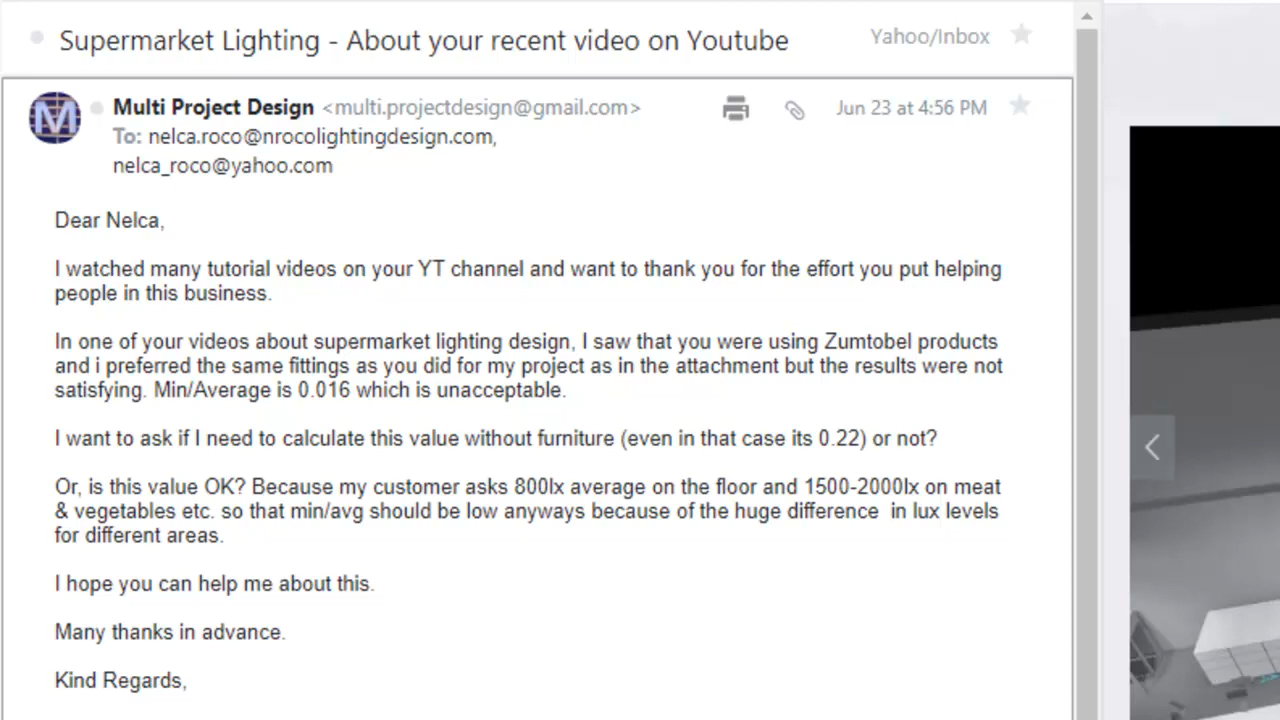 Supermarket Lighting - About your recent video on Youtube Yahoo/Inbox
M Multi Project Design <multi.projectdesign@gmail.com> Jun 23 at 4:56 PM
To: nelca.roco@nrocolightingdesign.com,
nelca_roco@yahoo.com
Dear Nelca,
I watched many tutorial videos on your YT channel and want to thank you for the effort you put helping
people in this business.
In one of your videos about supermarket lighting design, I saw that you were using Zumtobel products
and i preferred the same fittings as you did for my project as in the attachment but the results were not
satisfying. Min/Average is 0.016 which is unacceptable.
I want to ask if I need to calculate this value without furniture (even in that case its 0.22) or not?
Or, is this value OK? Because my customer asks 800lx average on the floor and 1500-2000lx on meat
& vegetables etc. so that min/avg should be low anyways because of the huge difference  in lux levels
for different areas.
I hope you can help me about this.
Many thanks in advance.
Kind Regards,